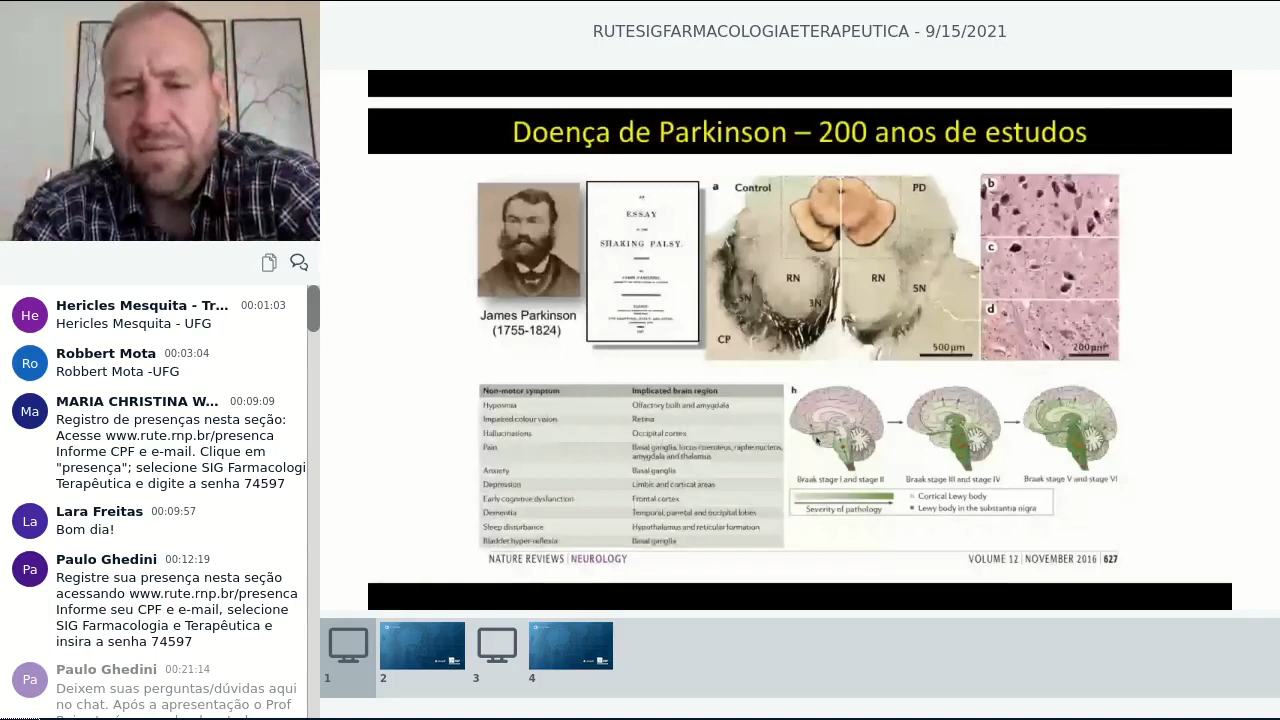 RUTESIGFARMACOLOGIAETERAPEUTICA - 9/15/2021
Hericles Mesquita - Tr... 00:01:03
Hericles Mesquita - UFG
Robbert Mota 00:03:04
Robbert Mota -UFG
MARIA CHRISTINA W... 00:09:09
Registro de presenças nesta seção:
Acesse www.rute.rnp.br/presenca
Informe CPF e e-mail. Clique em
"presença"; selecione SIG Farmacologi
Terapêutica e digite a senha 74597
Lara Freitas 00:09:57
Bom dia!
Paulo Ghedini 00:12:19
Registre sua presença nesta seção
acessando www.rute.rnp.br/presenca
Informe seu CPF e e-mail, selecione
SIG Farmacologia e Terapêutica e
insira a senha 74597
Paulo Ghedini 00:21:14
Deixem suas perguntas/dúvidas aqui
no chat. Após a apresentação o Prof
He
Ro
Ma
La
Pa
Pa
Doença de Parkinson – 200 anos de estudos
ESSAY
SHAKING PALSY.
James Parkinson
(1755-1824)
a Control PD
RN RN
SN 3N SN
CP
500 µm
b
c
d
200 µm
Non-motor symptom Implicated brain region
Hyposmia Olfactory bulb and amygdala
Impaired colour vision Retina
Hallucinations Occipital cortex
Pain Basal ganglia, locus coeruleus, raphe nucleus,
amygdala and thalamus
Anxiety Basal ganglia
Depression Limbic and cortical areas
Early cognitive dysfunction Frontal cortex
Dementia Temporal, parietal and occipital lobes
Sleep disturbance Hypothalamus and reticular formation
Bladder hyper-reflexia Basal ganglia
h
Braak stage I and stage II Braak stage III and stage IV Braak stage V and stage VI
Severity of pathology
Cortical Lewy body
Lewy body in the substantia nigra
NATURE REVIEWS | NEUROLOGY VOLUME 12 | NOVEMBER 2016 | 627
1
2
3
4